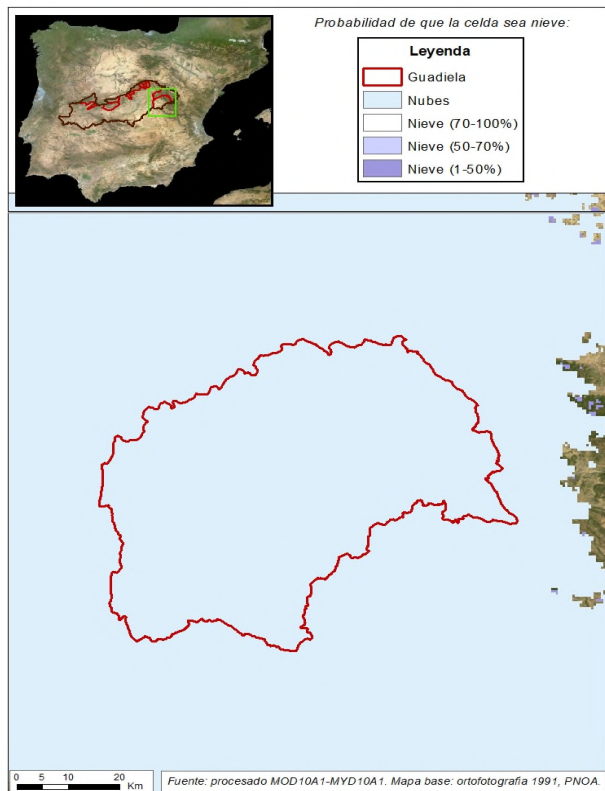 Probabilidad de que la celda sea nieve:
Leyenda
Guadiela
Nubes
Nieve (70-100%)
Nieve (50-70%)
Nieve (1-50%)
0 5 10 20
Km
Fuente: procesado MOD10A1-MYD10A1. Mapa base: ortofotografia 1991, PNOA.